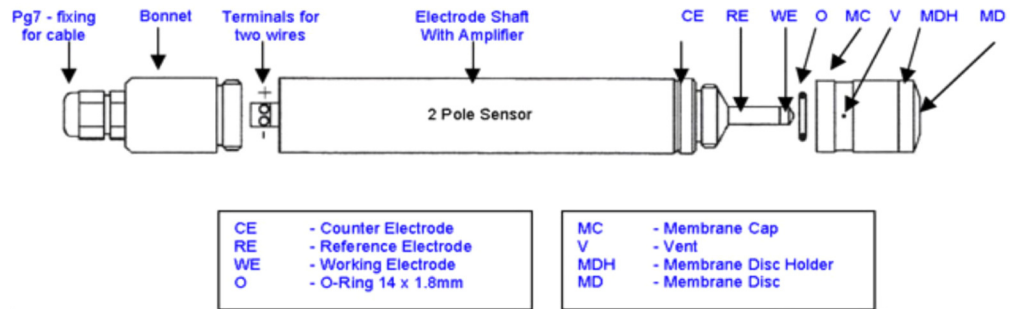 Pg7 - fixing
for cable
Bonnet
Terminals for
two wires
Electrode Shaft
With Amplifier
CE RE WE O MC V MDH MD
+
2 Pole Sensor
-
CE - Counter Electrode
RE - Reference Electrode
WE - Working Electrode
O - O-Ring 14 x 1.8mm
MC - Membrane Cap
V - Vent
MDH - Membrane Disc Holder
MD - Membrane Disc